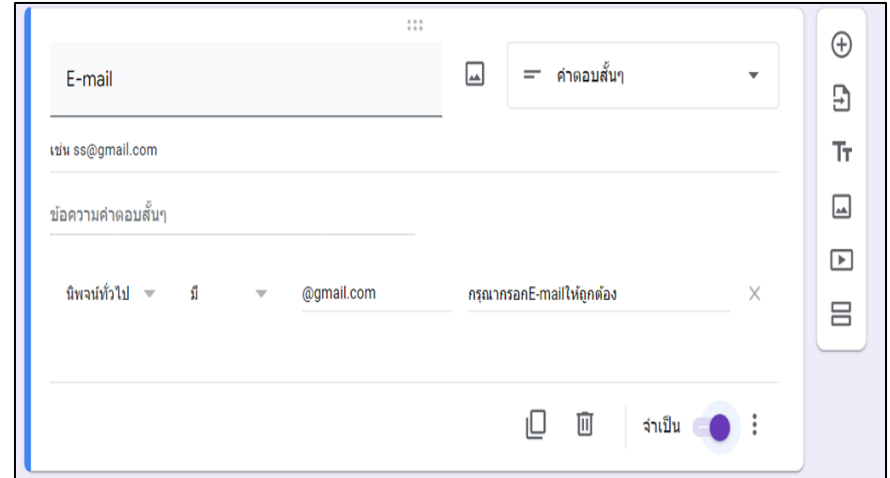 E-mail
คำตอบสั้นๆ
เช่น ss@gmail.com
ข้อความคำตอบสั้นๆ
นิพจน์ทั่วไป มี @gmail.com กรุณากรอกE-mailให้ถูกต้อง
จำเป็น